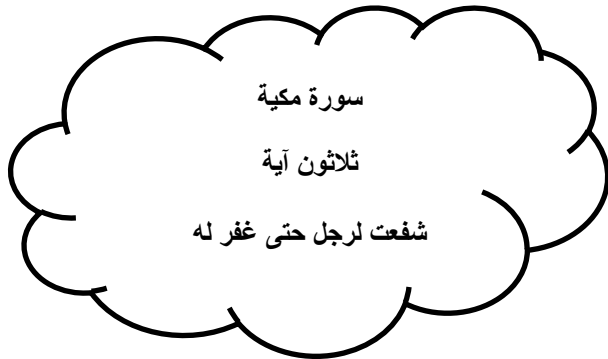 سورة مكية
ثلاثون آية
شفعت لرجل حتى غفر له